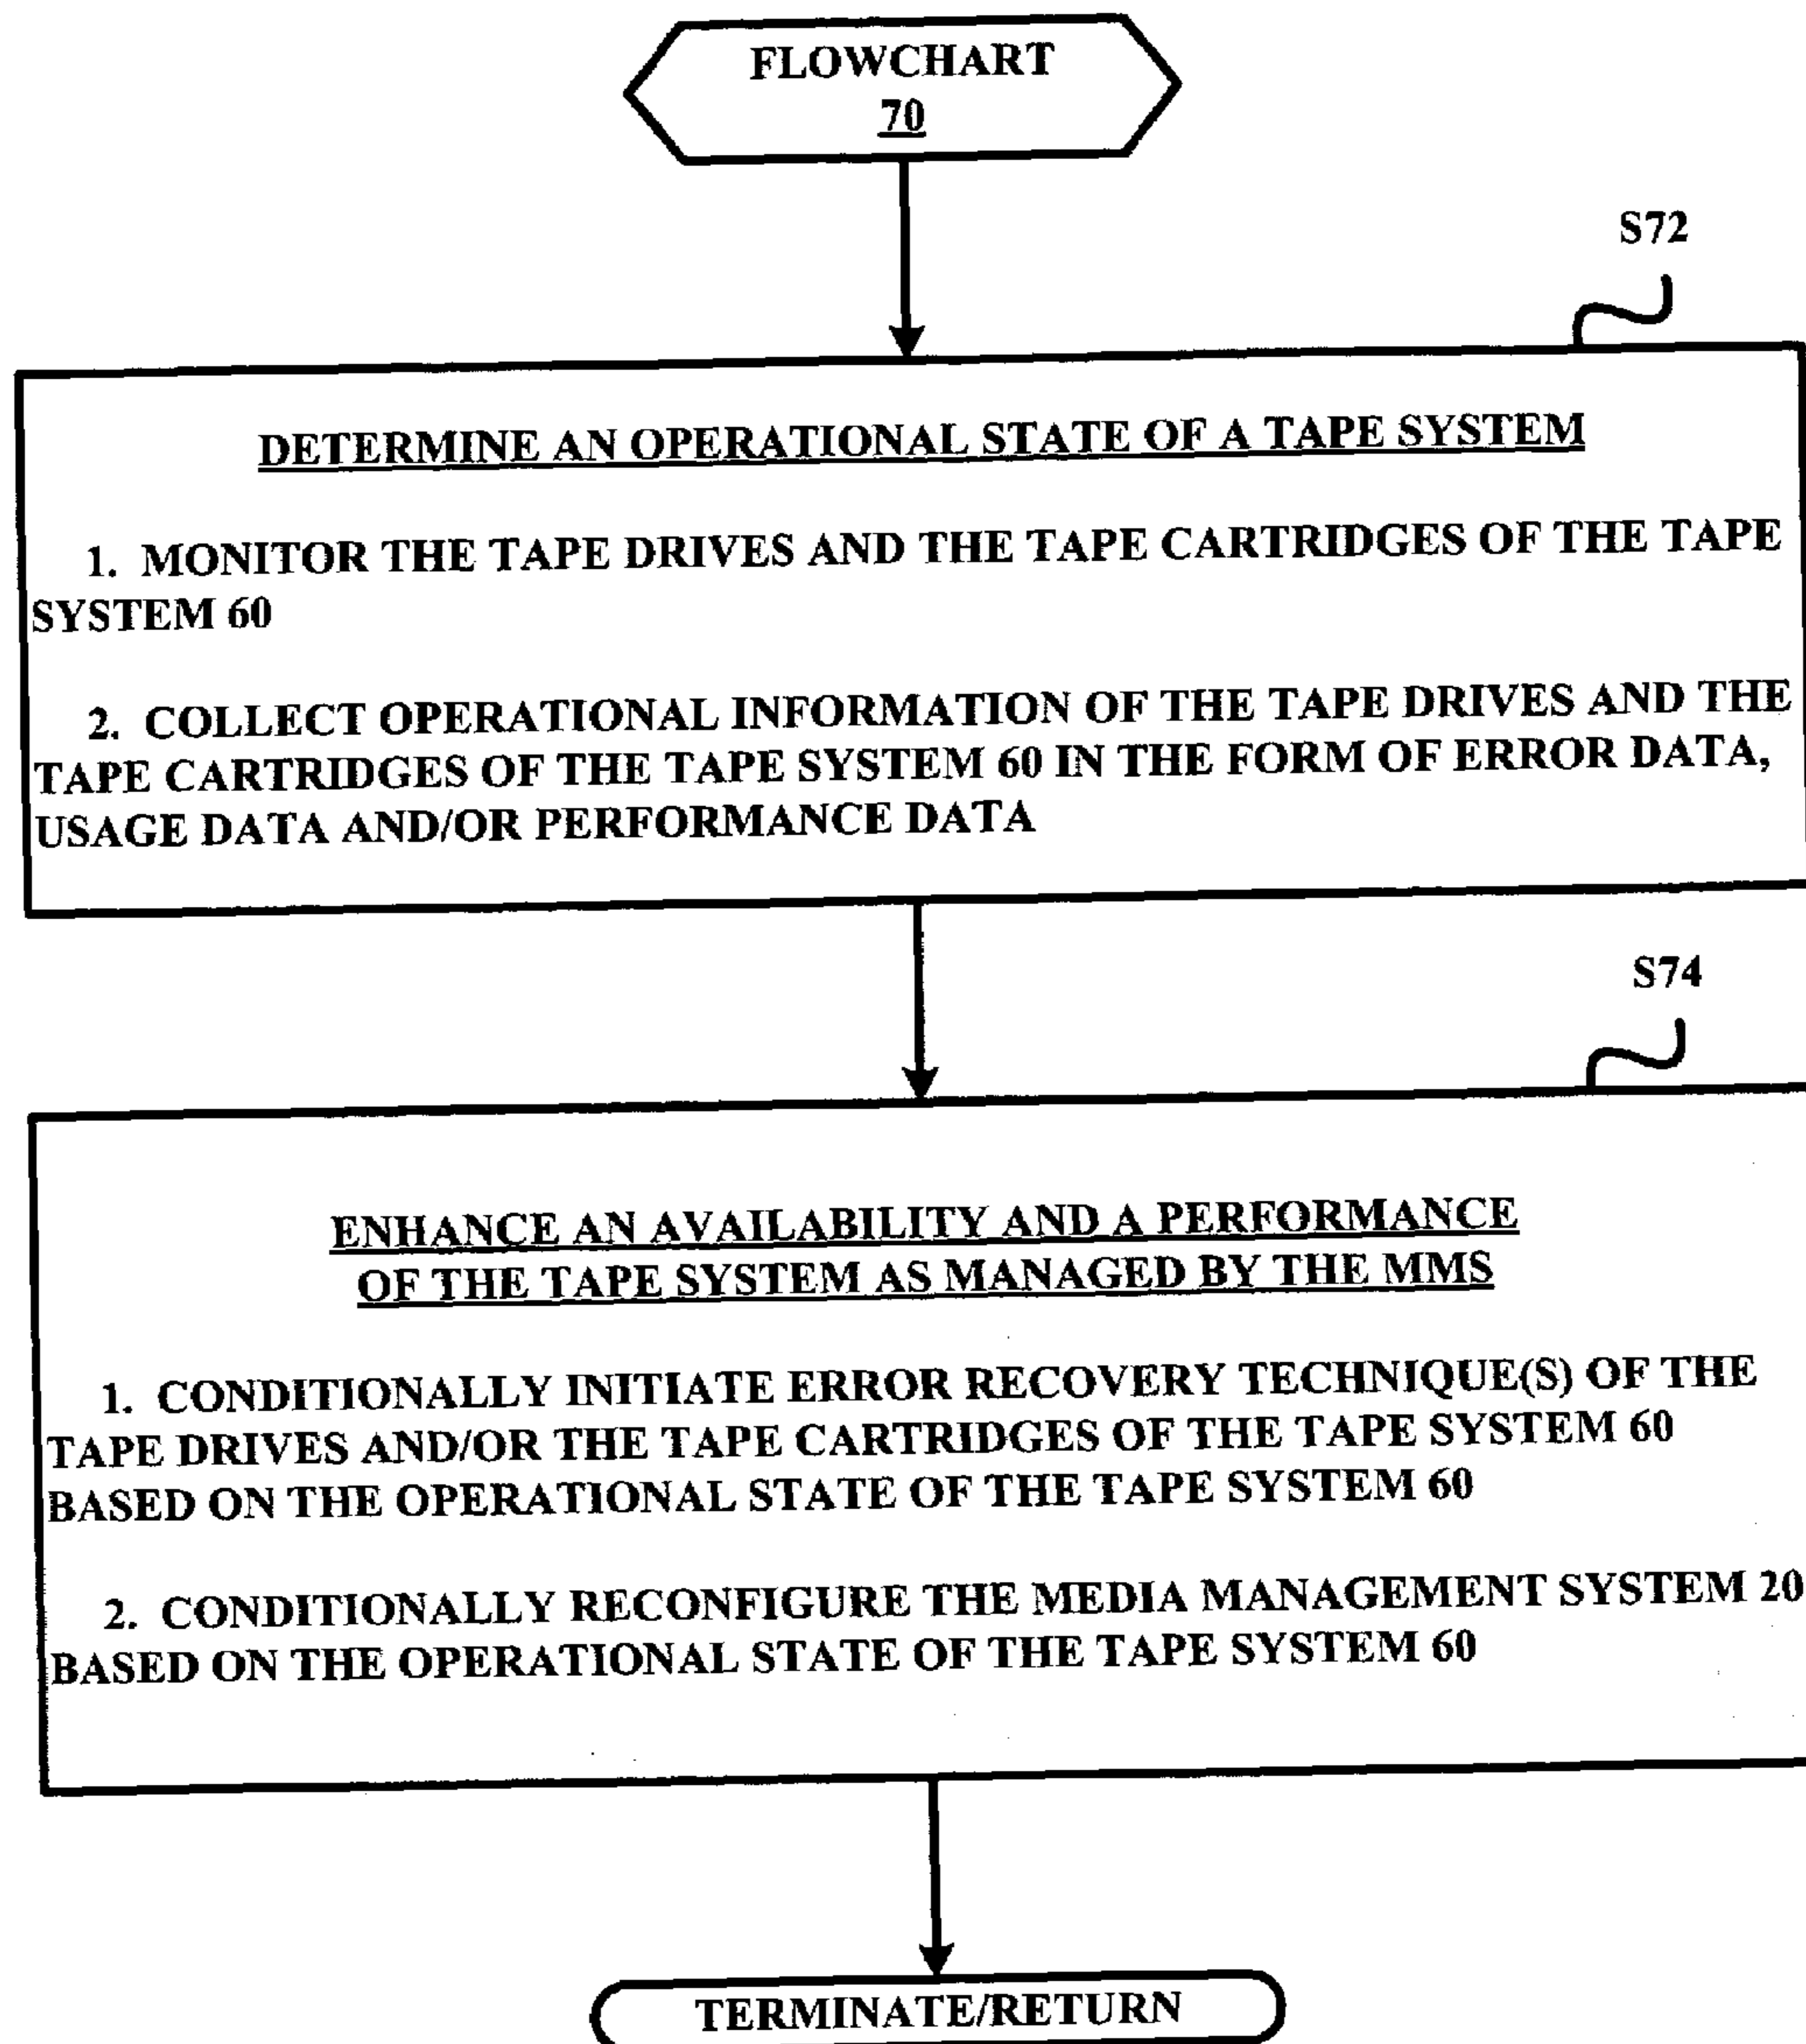 FLOWCHART
70
S72
DETERMINE AN OPERATIONAL STATE OF A TAPE SYSTEM
1. MONITOR THE TAPE DRIVES AND THE TAPE CARTRIDGES OF THE TAPE
SYSTEM 60
2. COLLECT OPERATIONAL INFORMATION OF THE TAPE DRIVES AND THE
TAPE CARTRIDGES OF THE TAPE SYSTEM 60 IN THE FORM OF ERROR DATA,
USAGE DATA AND/OR PERFORMANCE DATA
S74
ENHANCE AN AVAILABILITY AND A PERFORMANCE
OF THE TAPE SYSTEM AS MANAGED BY THE MMS
1. CONDITIONALLY INITIATE ERROR RECOVERY TECHNIQUE(S) OF THE
TAPE DRIVES AND/OR THE TAPE CARTRIDGES OF THE TAPE SYSTEM 60
BASED ON THE OPERATIONAL STATE OF THE TAPE SYSTEM 60
2. CONDITIONALLY RECONFIGURE THE MEDIA MANAGEMENT SYSTEM 20
BASED ON THE OPERATIONAL STATE OF THE TAPE SYSTEM 60
TERMINATE/RETURN